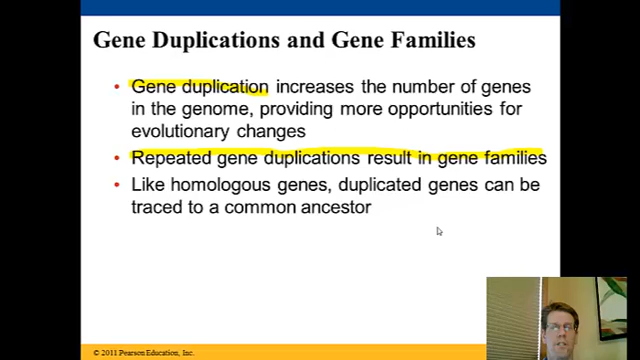 Gene Duplications and Gene Families
• Gene duplication increases the number of genes
in the genome, providing more opportunities for
evolutionary changes
• Repeated gene duplications result in gene families
• Like homologous genes, duplicated genes can be
traced to a common ancestor
© 2011 Pearson Education, Inc.